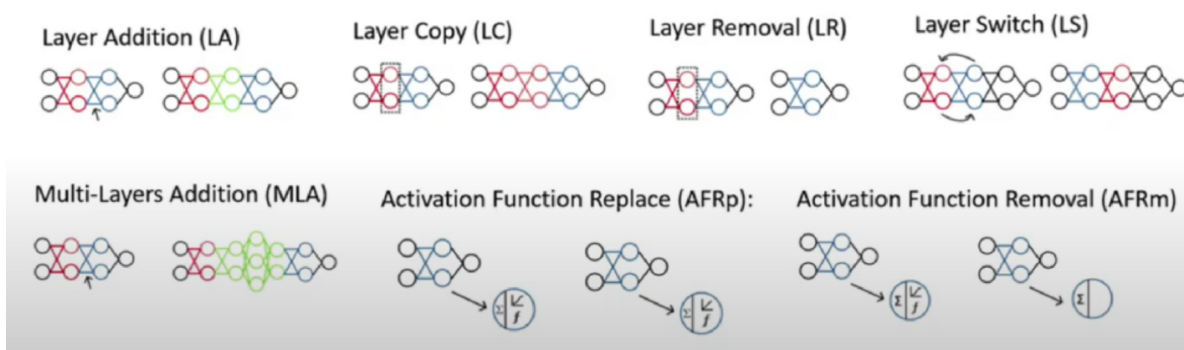 Layer Addition (LA)
Layer Copy (LC)
Layer Removal (LR)
Layer Switch (LS)
Multi-Layers Addition (MLA)
Activation Function Replace (AFRp):
Activation Function Removal (AFRm)
Σ f
Σ f
Σ f
Σ